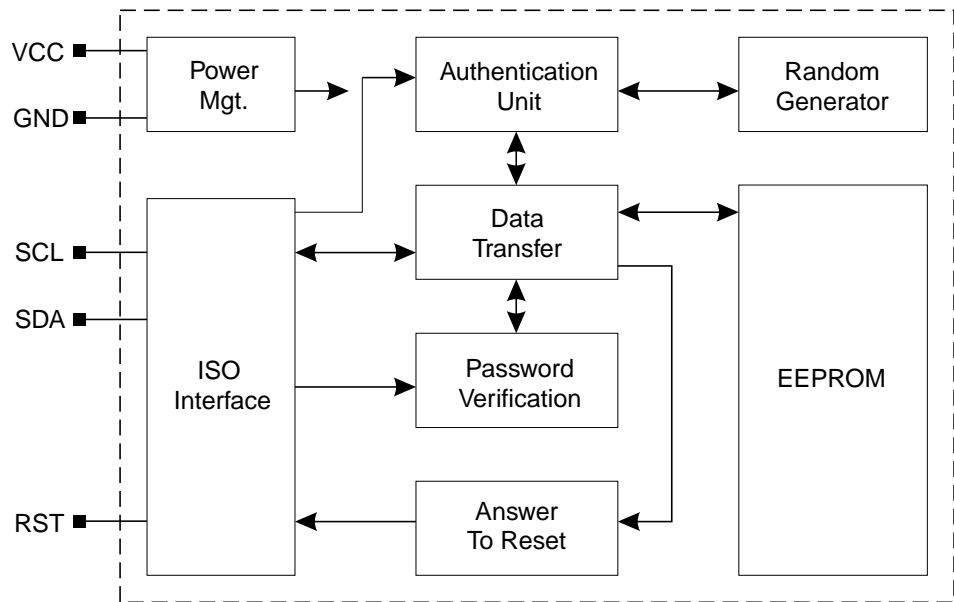 VCC
GND
SCL
SDA
RST
Power
Mgt.
Authentication
Unit
Random
Generator
ISO
Interface
Data
Transfer
Password
Verification
Answer
To Reset
EEPROM